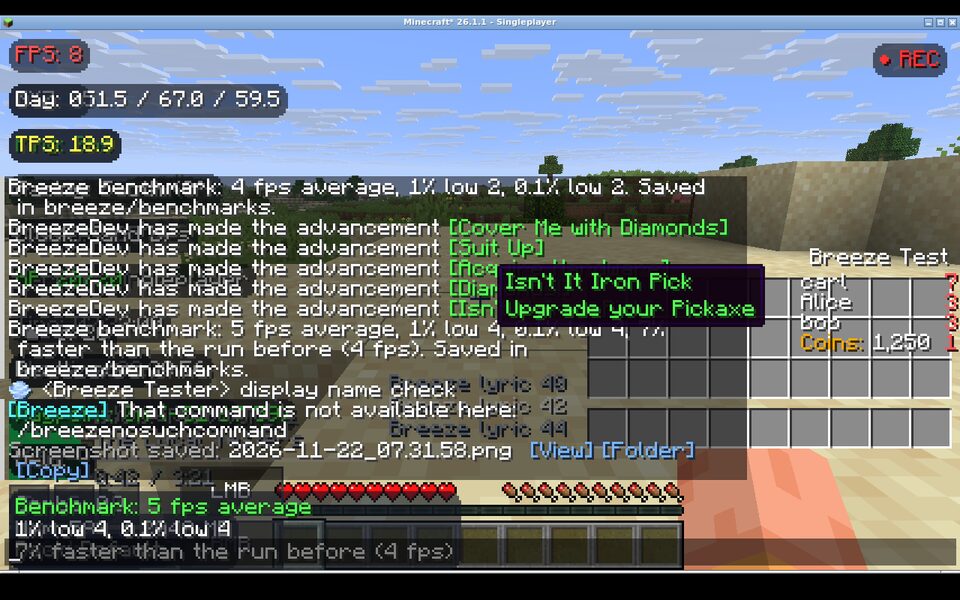 Minecraft* 26.1.1 - Singleplayer
FPS: 8
REC
Day: 051.5 / 67.0 / 59.5
TPS: 18.9
Breeze benchmark: 4 fps average, 1% low 2, 0.1% low 2. Saved
in breeze/benchmarks.
BreezeDev has made the advancement [Cover Me with Diamonds]
BreezeDev has made the advancement [Suit Up]
BreezeDev has made the advancement
BreezeDev has made the advancement
BreezeDev has made the advancement
Isn't It Iron Pick
Upgrade your Pickaxe
Breeze benchmark: 5 fps average, 1% low 4, 0.1% low 4, 7%
faster than the run before (4 fps). Saved in
breeze/benchmarks.
<Breeze Tester> display name check
[Breeze] That command is not available here:
/breezenosuchcommand
Screenshot saved: 2026-11-22_07.31.58.png [View] [Folder]
[Copy]
Breeze lyric 40
Breeze lyric 42
Breeze lyric 44
Breeze Test
carl 7
Alice 3
bob 3
Coins: 1,250 1
/ 3:21
LMB
Benchmark: 5 fps average
1% low 4, 0.1% low 4
7% faster than the run before (4 fps)